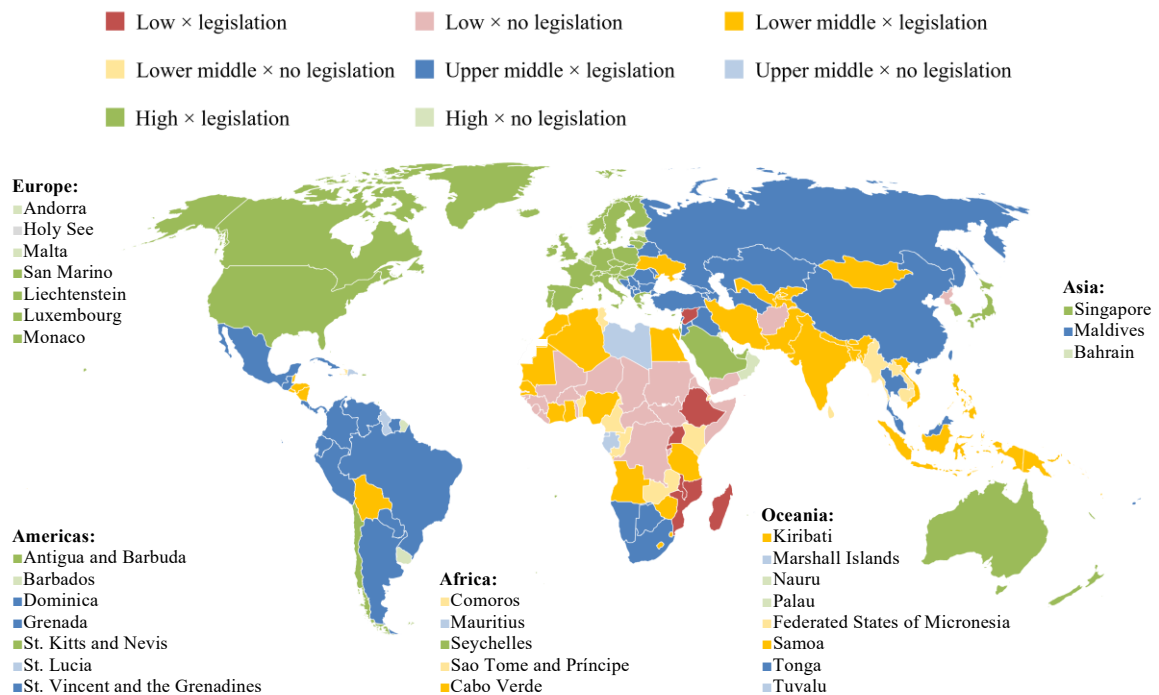 Low × legislation
Low × no legislation
Lower middle × legislation
Lower middle × no legislation
Upper middle × legislation
Upper middle × no legislation
High × legislation
High × no legislation
Europe:
Andorra
Holy See
Malta
San Marino
Liechtenstein
Luxembourg
Monaco
Asia:
Singapore
Maldives
Bahrain
Americas:
Antigua and Barbuda
Barbados
Dominica
Grenada
St. Kitts and Nevis
St. Lucia
St. Vincent and the Grenadines
Africa:
Comoros
Mauritius
Seychelles
Sao Tome and Príncipe
Cabo Verde
Oceania:
Kiribati
Marshall Islands
Nauru
Palau
Federated States of Micronesia
Samoa
Tonga
Tuvalu